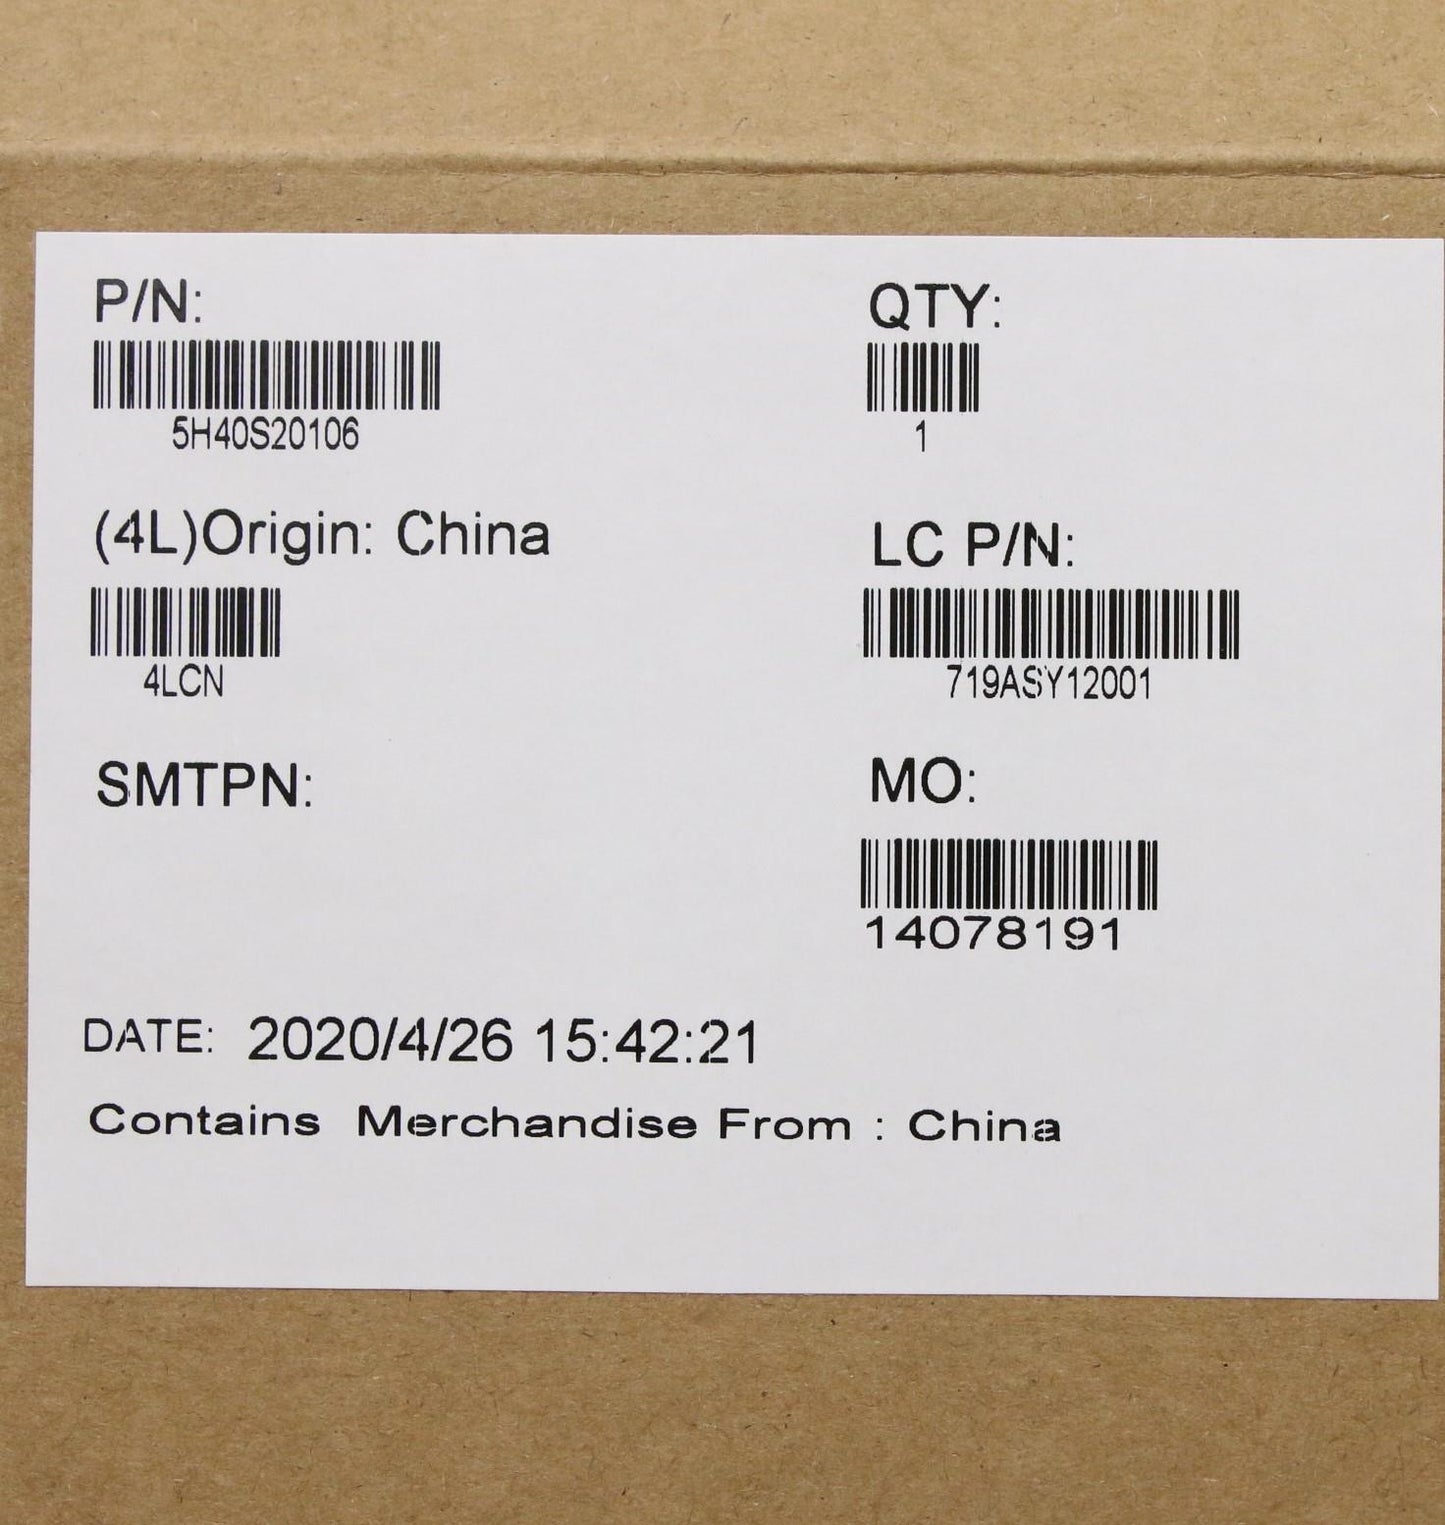 P/N:
5H40S20106
QTY:
1
(4L)Origin: China
4LCN
LC P/N:
719ASY12001
SMTPN:
MO:
14078191
DATE: 2020/4/26 15:42:21
Contains Merchandise From : China